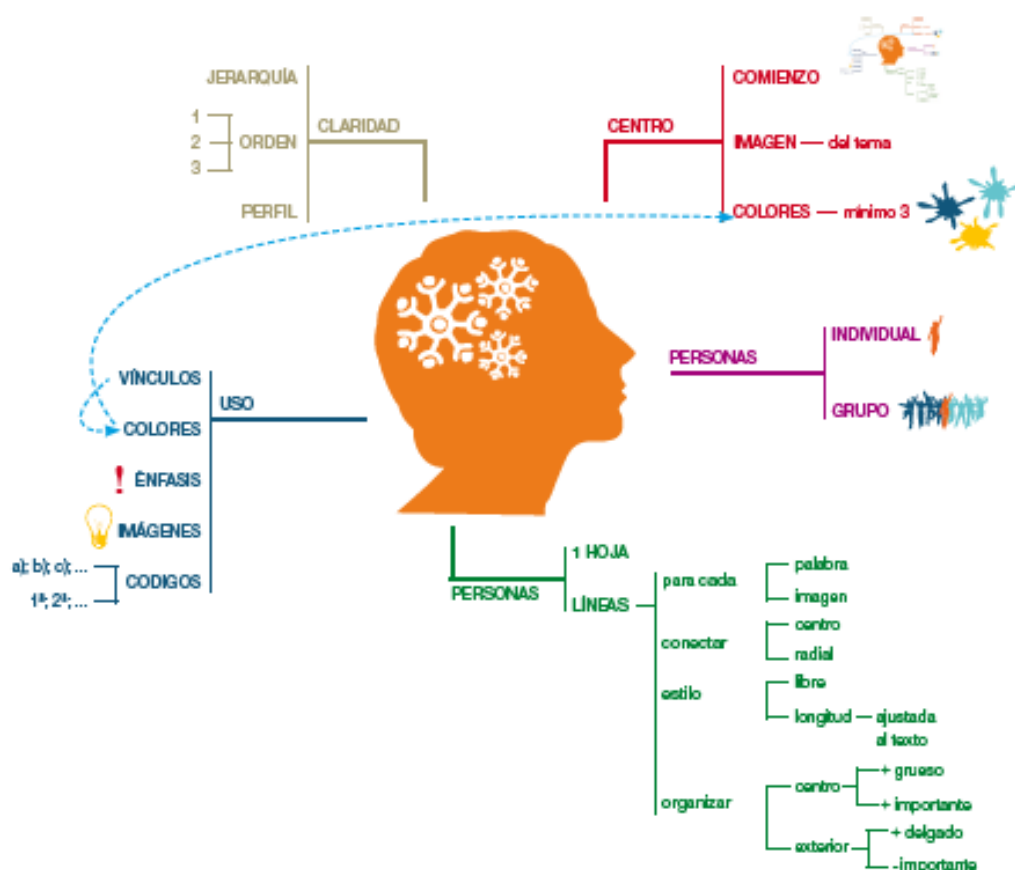 JERARQUÍA
1
2
3
ORDEN
CLARIDAD
PERFIL
COMIENZO
CENTRO
IMAGEN — del tema
COLORES — mínimo 3
PERSONAS
INDIVIDUAL
GRUPO
VÍNCULOS
USO
COLORES
! ÉNFASIS
IMÁGENES
a); b); c); ...
CODIGOS
1ª; 2ª; ...
PERSONAS
1 HOJA
LÍNEAS
para cada
palabra
imagen
conectar
centro
radial
estilo
libre
longitud — ajustada
al texto
organizar
centro
+ grueso
+ importante
exterior
+ delgado
-importante